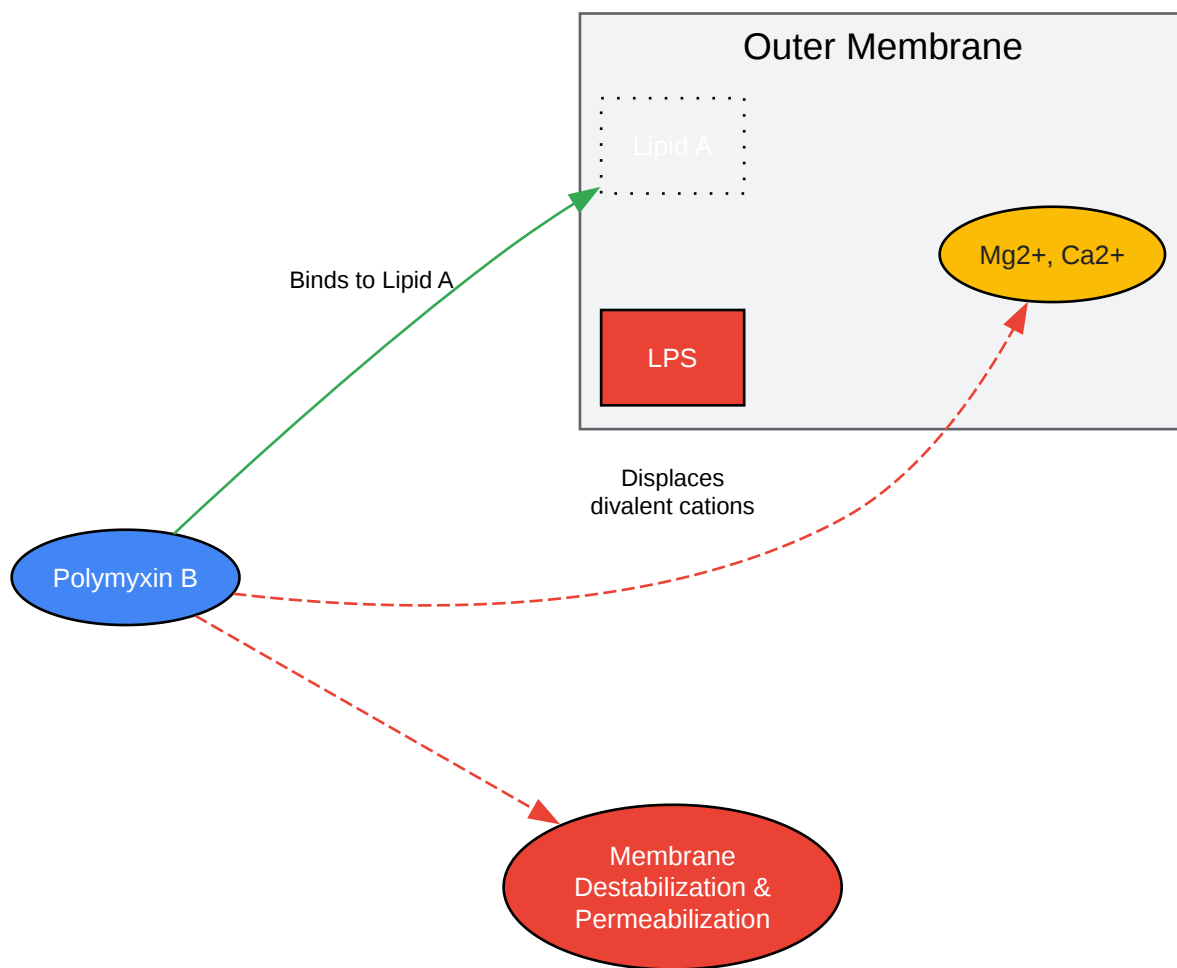 Outer Membrane
Lipid A
Mg2+, Ca2+
Binds to Lipid A
LPS
Displaces
divalent cations
Polymyxin B
Membrane
Destabilization &
Permeabilization